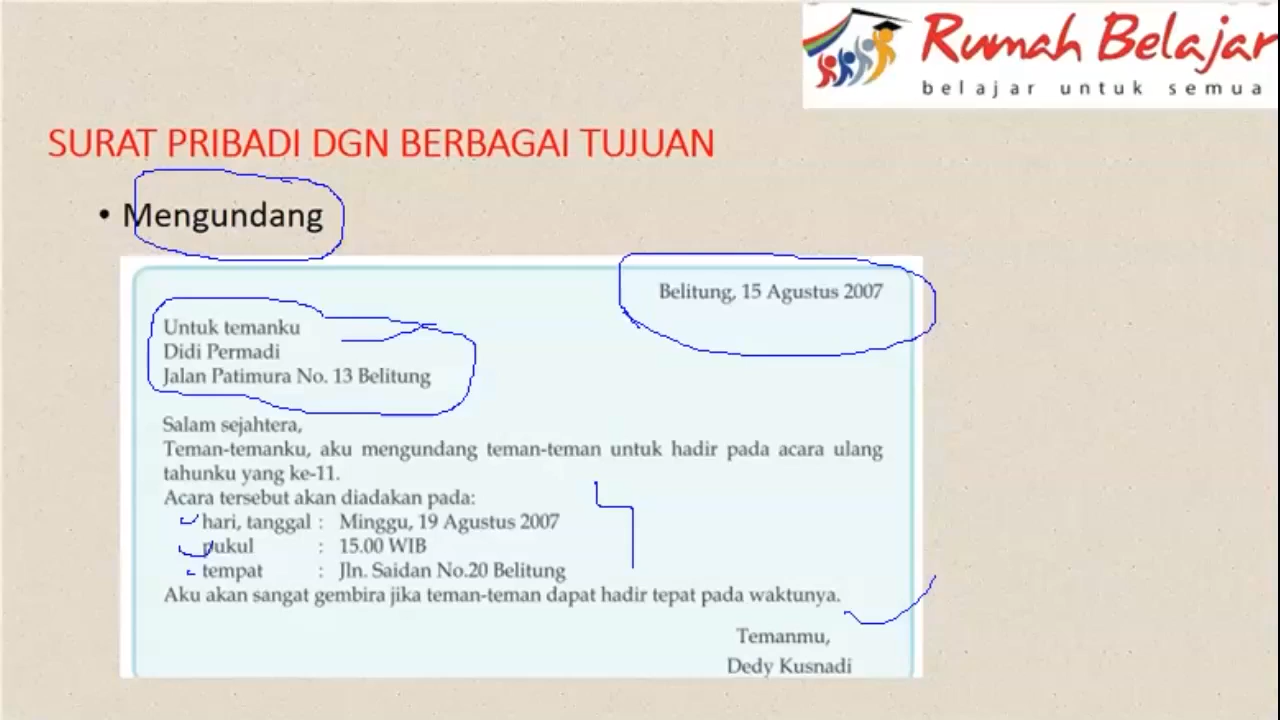 Rumah Belajar
belajar untuk semua
SURAT PRIBADI DGN BERBAGAI TUJUAN
• Mengundang
Belitung, 15 Agustus 2007
Untuk temanku
Didi Permadi
Jalan Patimura No. 13 Belitung
Salam sejahtera,
Teman-temanku, aku mengundang teman-teman untuk hadir pada acara ulang
tahunku yang ke-11.
Acara tersebut akan diadakan pada:
hari, tanggal : Minggu, 19 Agustus 2007
pukul : 15.00 WIB
tempat : Jln. Saidan No.20 Belitung
Aku akan sangat gembira jika teman-teman dapat hadir tepat pada waktunya.
Temanmu,
Dedy Kusnadi